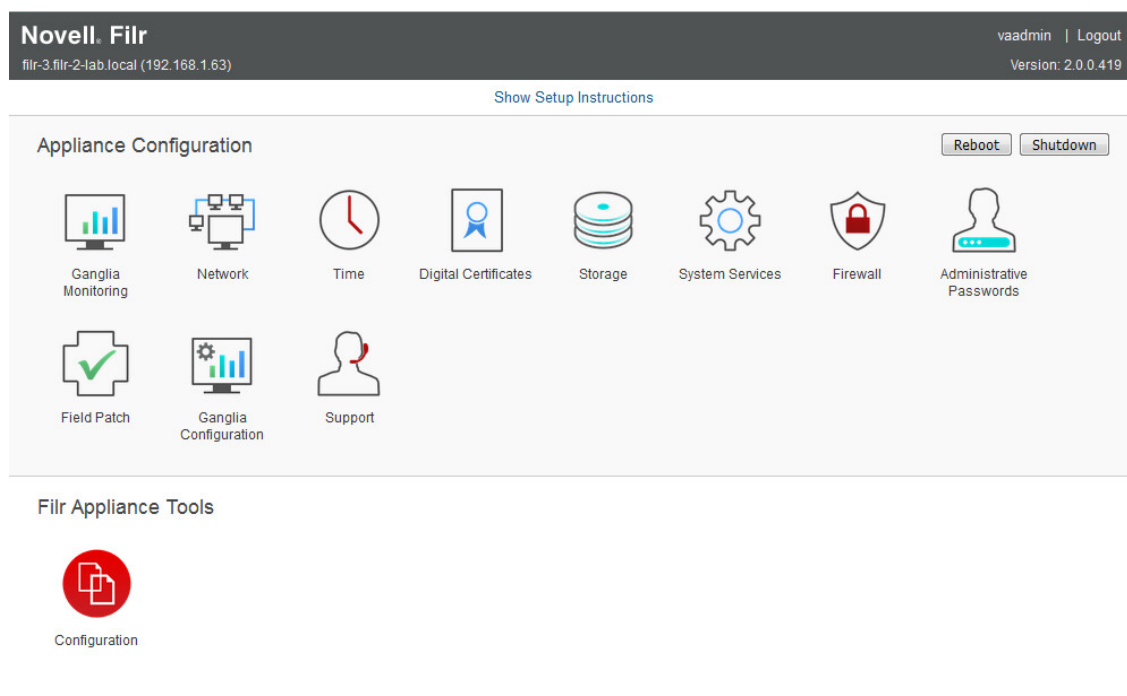 Novell. Filr
vaadmin | Logout
filr-3.filr-2-lab.local (192.168.1.63)
Version: 2.0.0.419
Show Setup Instructions
Appliance Configuration
Reboot Shutdown
Ganglia Monitoring
Network
Time
Digital Certificates
Storage
System Services
Firewall
Administrative Passwords
Field Patch
Ganglia Configuration
Support
Filr Appliance Tools
Configuration